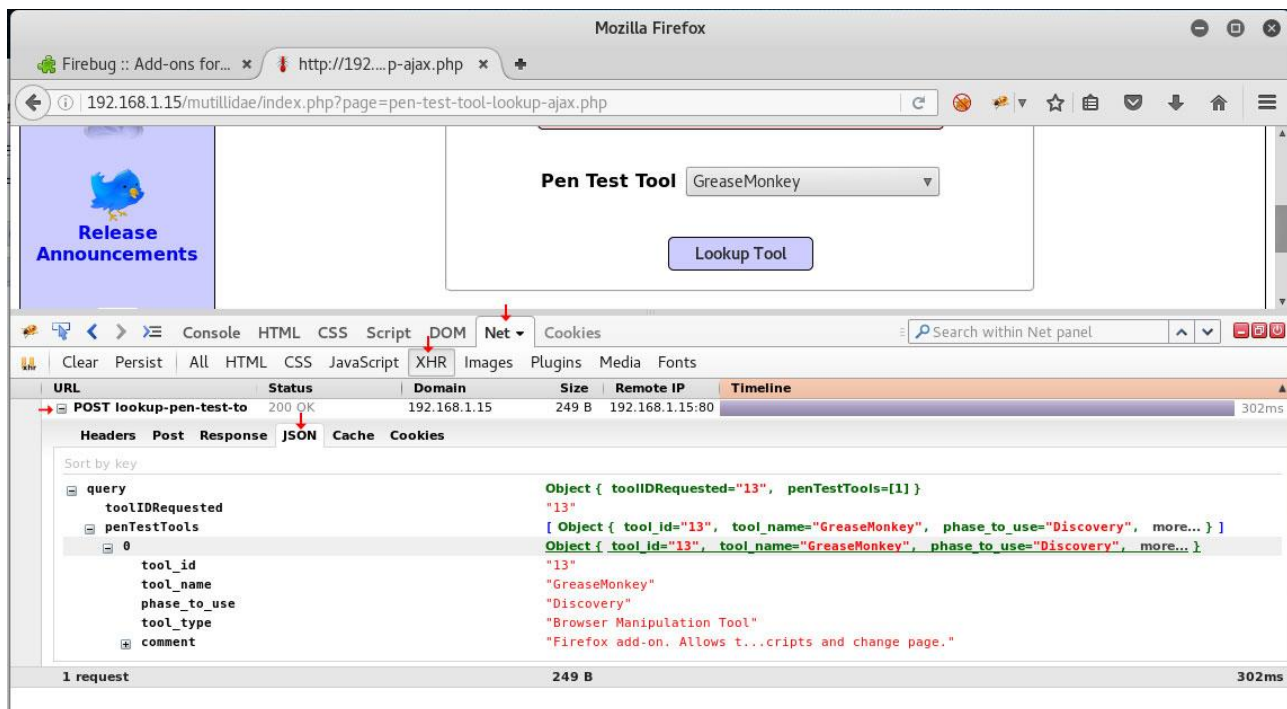 Mozilla Firefox
Firebug :: Add-ons for... × http://192....p-ajax.php ×
192.168.1.15/mutillidae/index.php?page=pen-test-tool-lookup-ajax.php
Release
Announcements
Pen Test Tool GreaseMonkey
Lookup Tool
Console HTML CSS Script DOM Net Cookies Search within Net panel
Clear Persist All HTML CSS JavaScript XHR Images Plugins Media Fonts
URL Status Domain Size Remote IP Timeline
POST lookup-pen-test-to 200 OK 192.168.1.15 249 B 192.168.1.15:80 302ms
Headers Post Response JSON Cache Cookies
Sort by key
query Object { toolIDRequested="13", penTestTools=[1] }
toolIDRequested "13"
penTestTools [ Object { tool_id="13", tool_name="GreaseMonkey", phase_to_use="Discovery", more... } ]
0 Object { tool_id="13", tool_name="GreaseMonkey", phase_to_use="Discovery", more... }
tool_id "13"
tool_name "GreaseMonkey"
phase_to_use "Discovery"
tool_type "Browser Manipulation Tool"
comment "Firefox add-on. Allows t...cripts and change page."
1 request 249 B 302ms